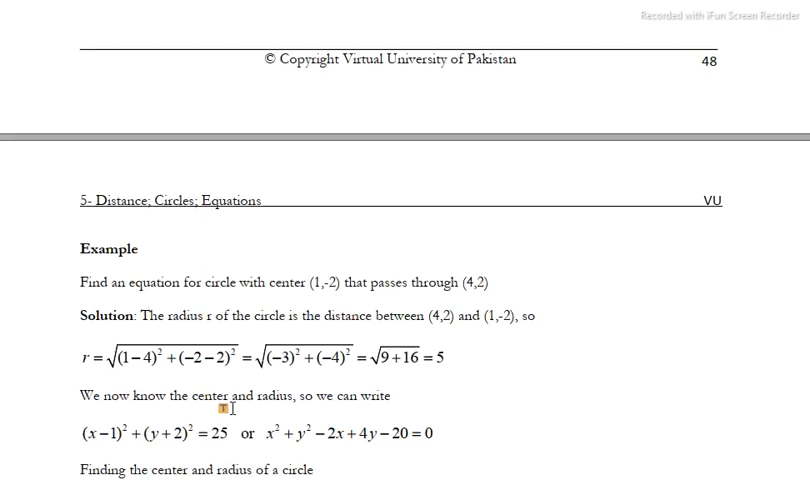 Recorded with iFun Screen Recorder
© Copyright Virtual University of Pakistan 48
5- Distance; Circles; Equations VU
Example
Find an equation for circle with center (1,-2) that passes through (4,2)
Solution: The radius r of the circle is the distance between (4,2) and (1,-2), so
r = √(1−4)² + (−2−2)² = √(−3)² + (−4)² = √9+16 = 5
We now know the center and radius, so we can write
T
(x−1)² + (y+2)² = 25 or x² + y² − 2x + 4y − 20 = 0
Finding the center and radius of a circle